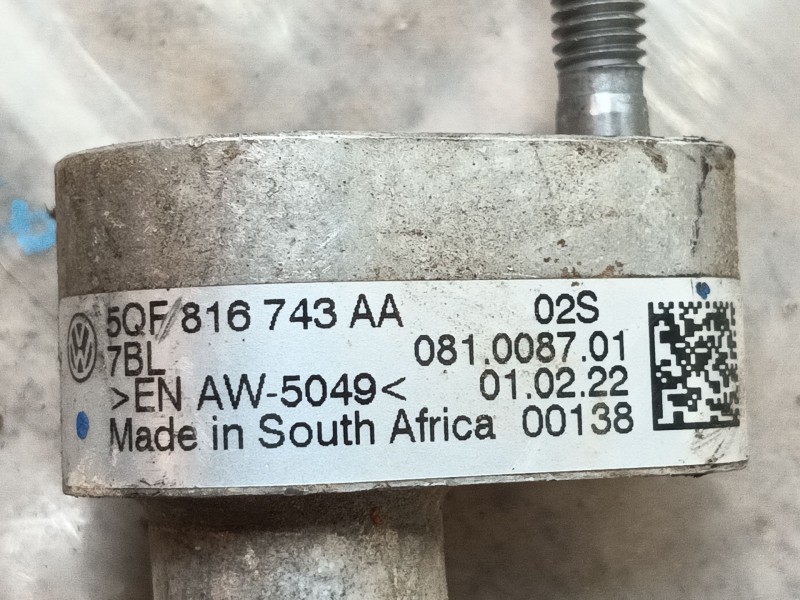 5QF 816 743 AA 02S
7BL 081.0087.01
>EN AW-5049< 01.02.22
Made in South Africa 00138